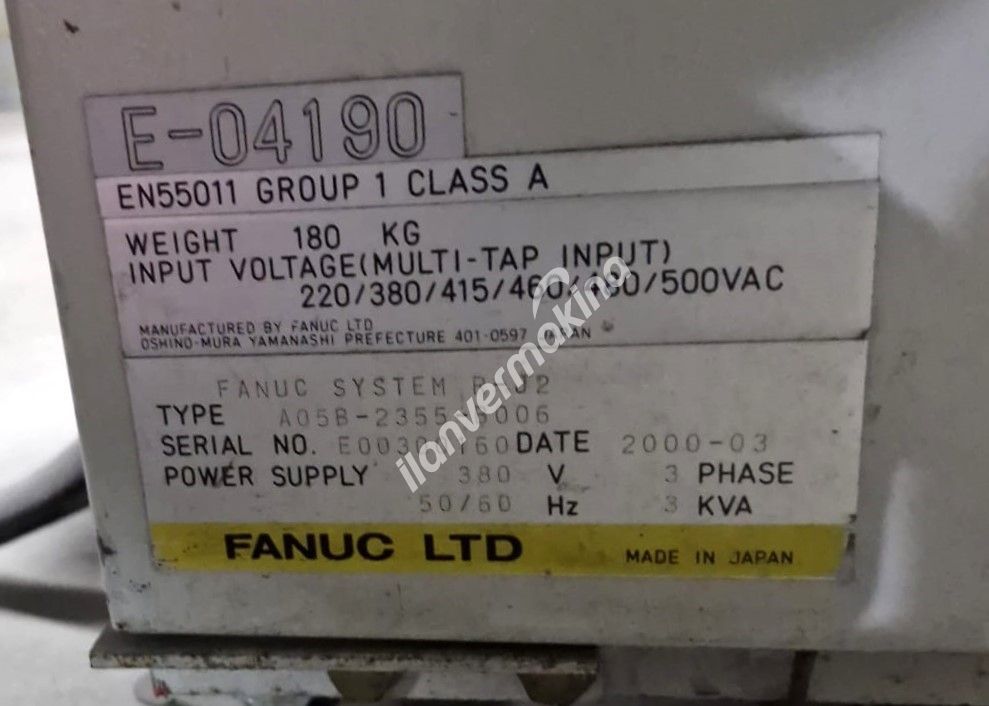 E-04190
EN55011 GROUP 1 CLASS A
WEIGHT 180 KG
INPUT VOLTAGE(MULTI-TAP INPUT)
220/380/415/460/480/500VAC
MANUFACTURED BY FANUC LTD
OSHINO-MURA YAMANASHI PREFECTURE 401-0597 JAPAN
FANUC SYSTEM R-J2
TYPE
SERIAL NO. DATE 2000-03
POWER SUPPLY 380 V 3 PHASE
50/60 Hz 3 KVA
FANUC LTD MADE IN JAPAN
ilanvermakina